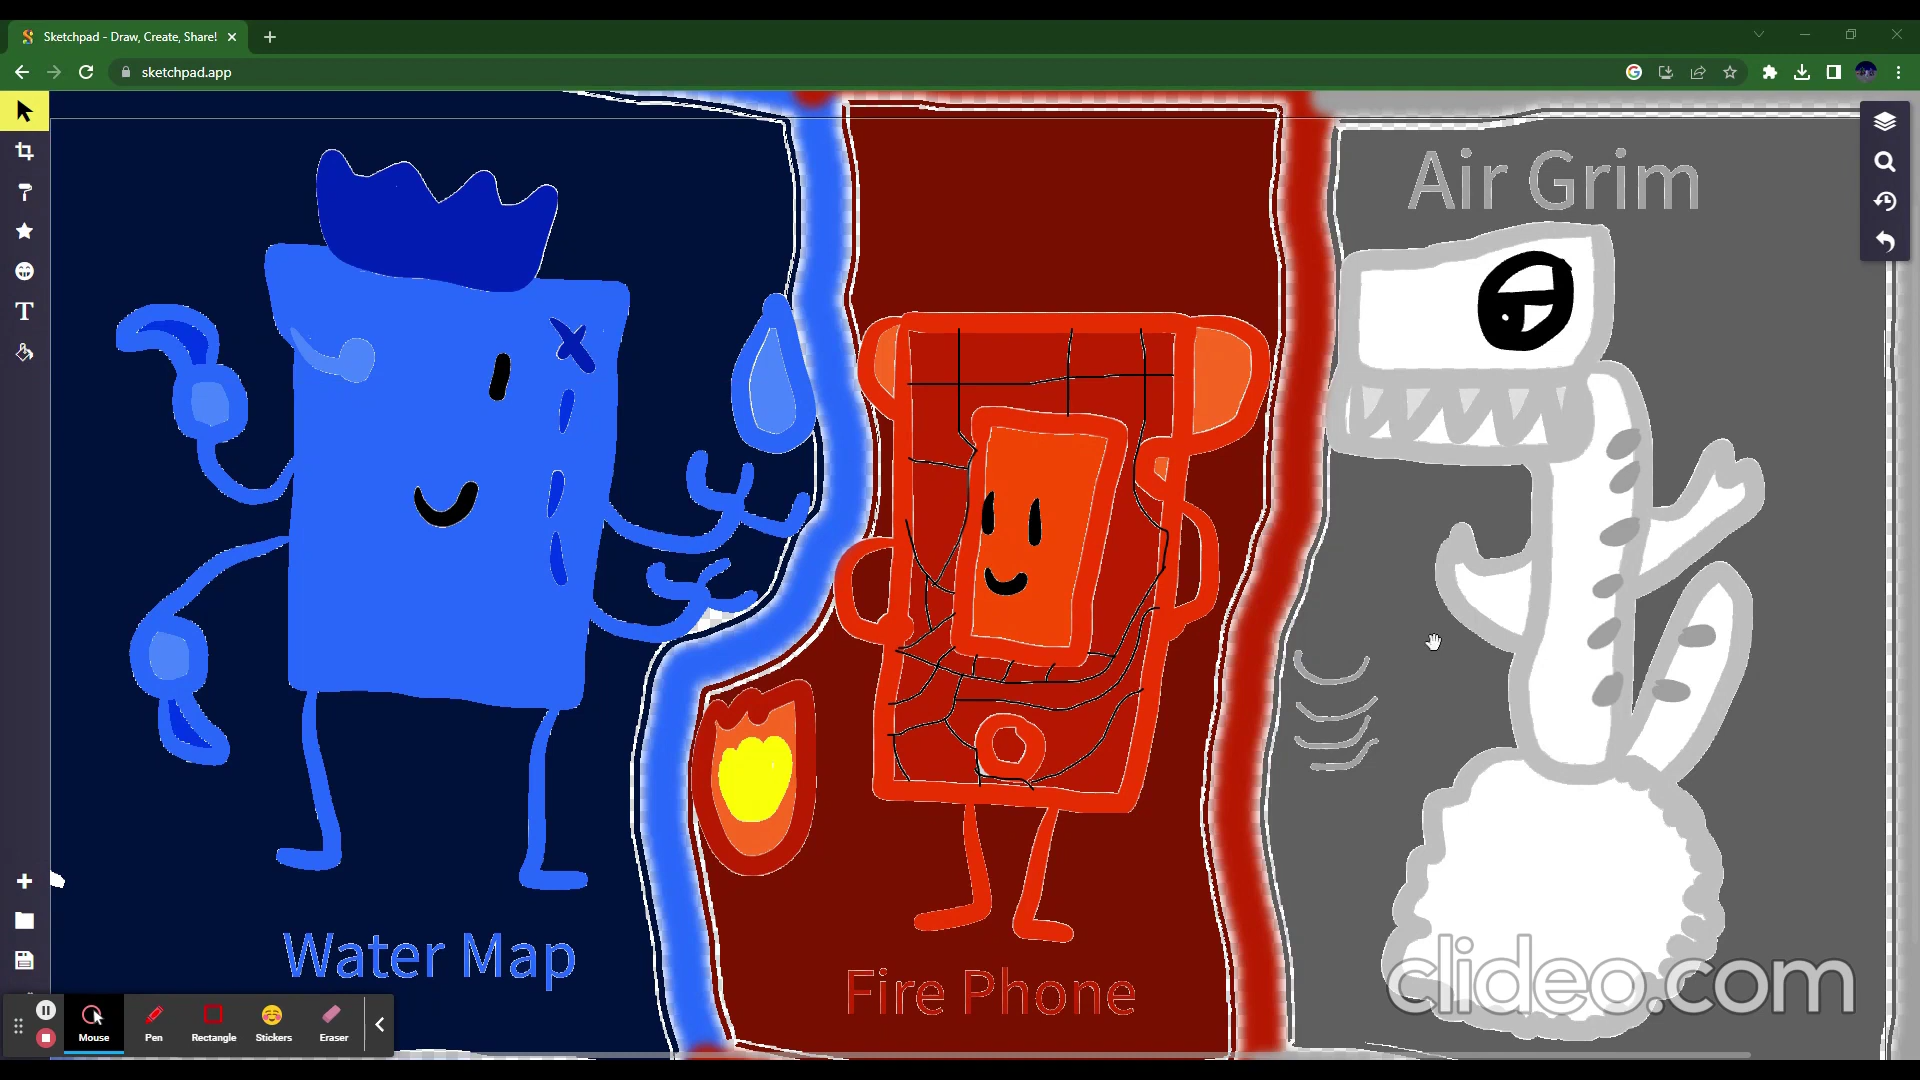 Sketchpad - Draw, Create, Share!
sketchpad.app
Air Grim
Water Map
Fire Phone
clideo.com
Mouse
Pen
Rectangle
Stickers
Eraser